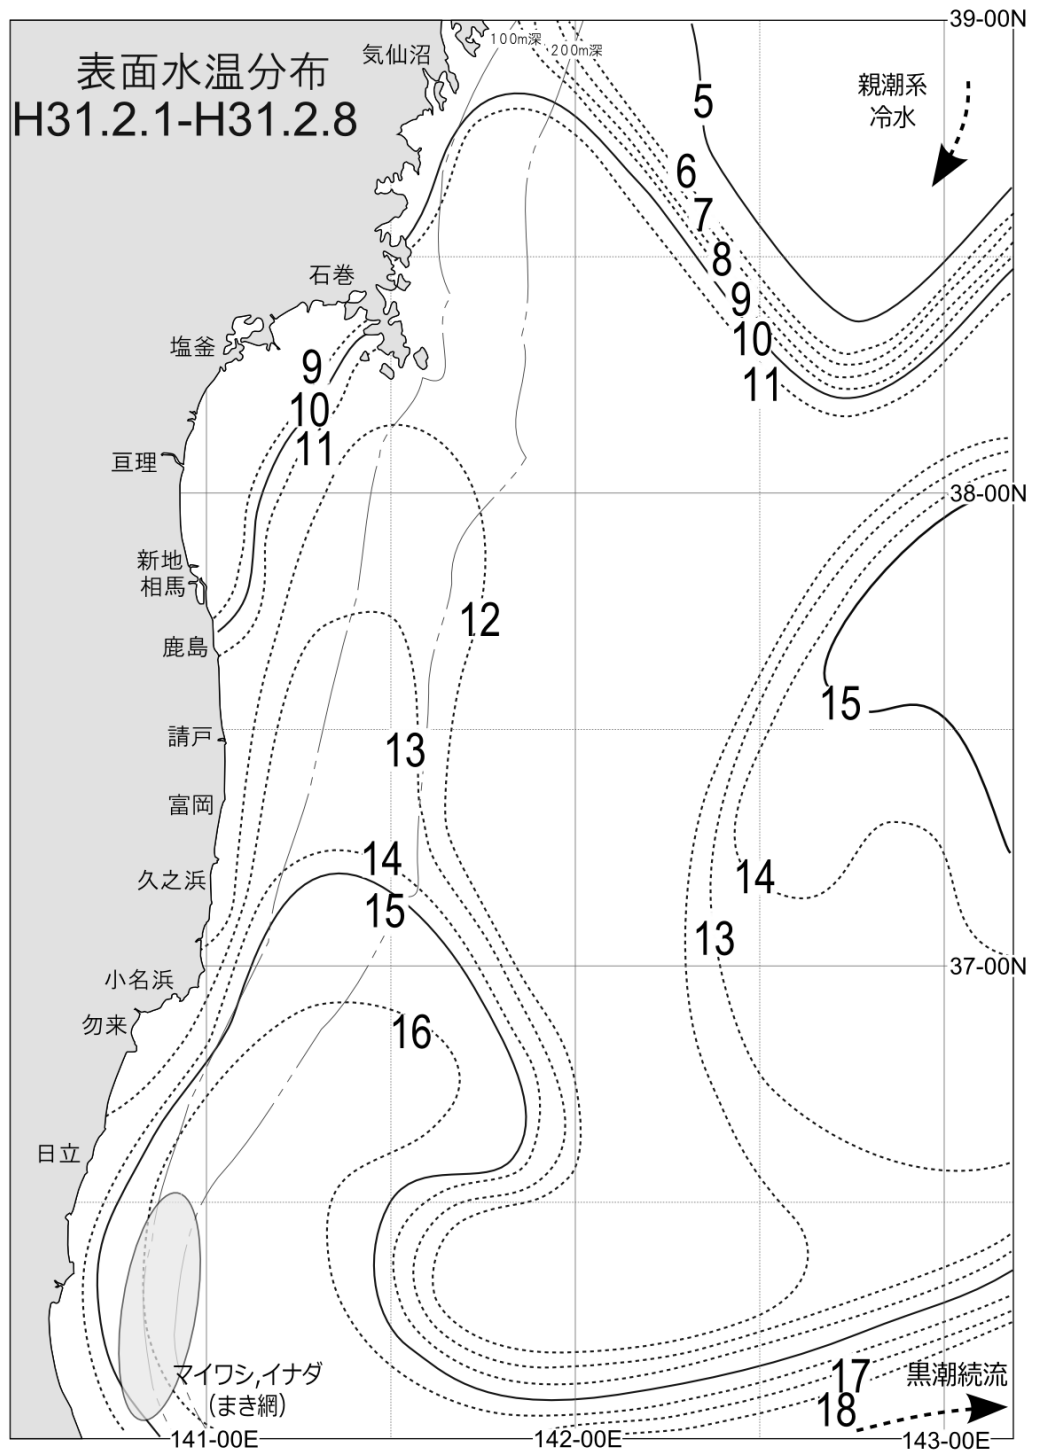 39-00N
100m深
200m深
気仙沼
表面水温分布
H31.2.1-H31.2.8
親潮系
冷水
5
6
7
8
9
10
11
石巻
塩釜
9
10
11
亘理
38-00N
新地
相馬
鹿島
12
15
請戸
13
富岡
14
久之浜
14
15
13
37-00N
小名浜
勿来
16
日立
マイワシ,イナダ
(まき網)
17
18
黒潮続流
141-00E
142-00E
143-00E